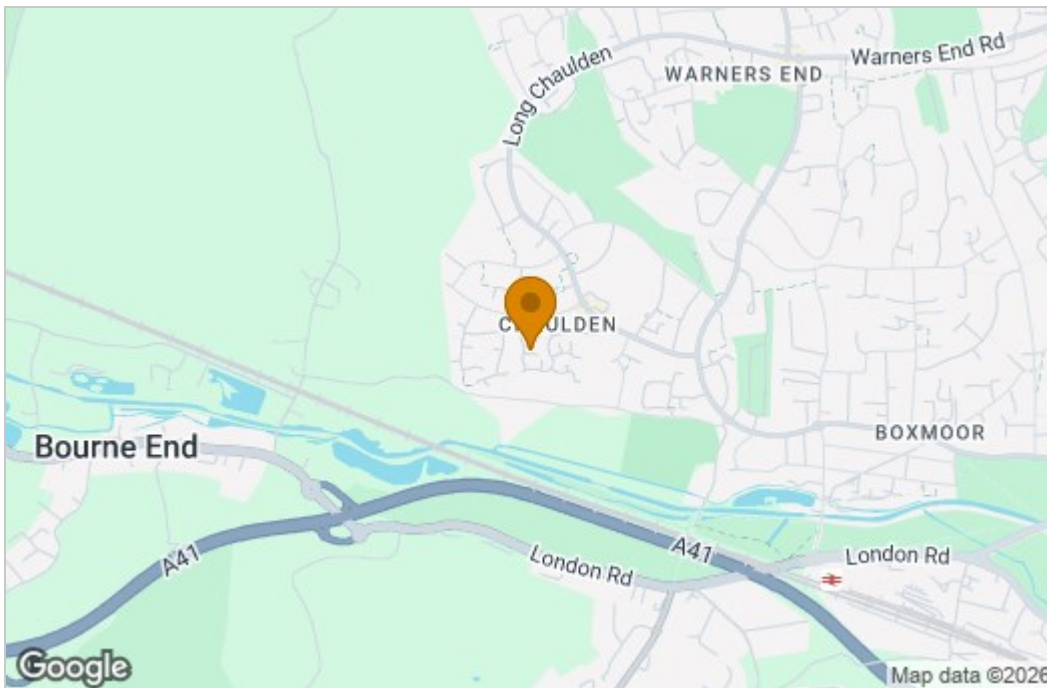 Long Chaulden
Warners End Rd
WARNERS END
CHAULDEN
BOXMOOR
Bourne End
A41
A41
London Rd
London Rd
Google
Map data ©2026